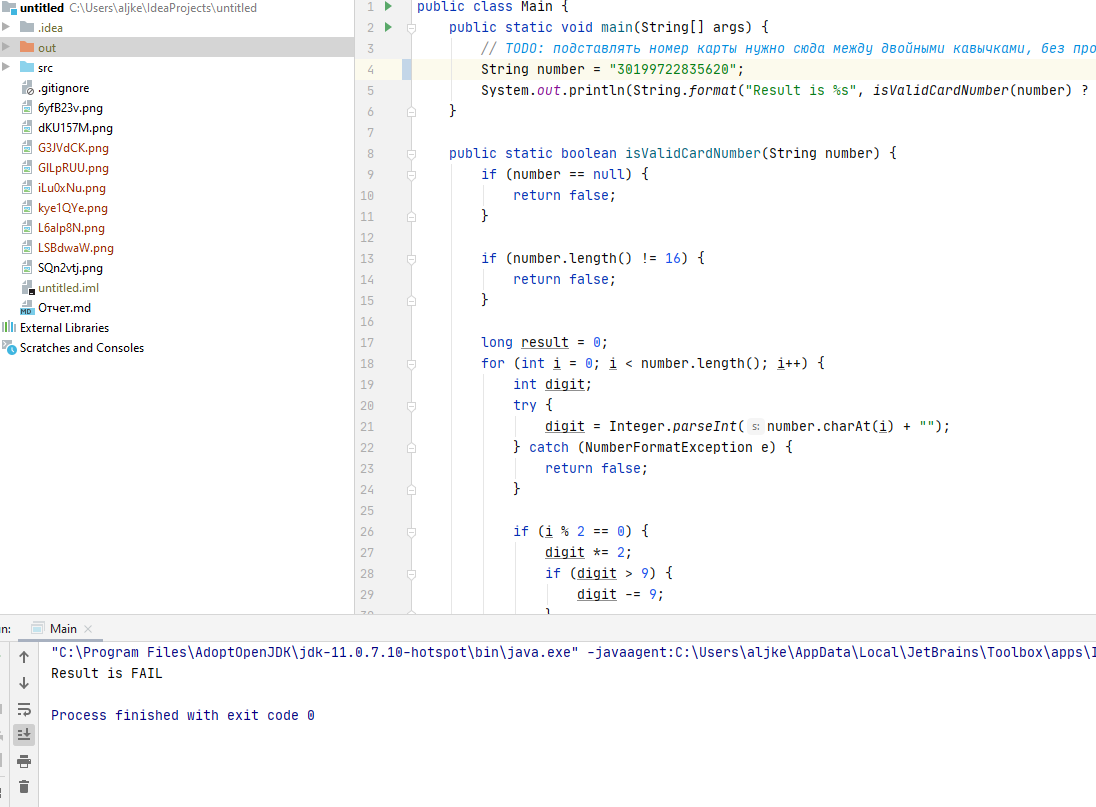 untitled C:\Users\aljke\IdeaProjects\untitled
.idea
out
src
.gitignore
6yfB23v.png
dKU157M.png
G3JVdCK.png
GlLpRUU.png
iLu0xNu.png
kye1QYe.png
L6alp8N.png
LSBdwaW.png
SQn2vtj.png
untitled.iml
Отчет.md
External Libraries
Scratches and Consoles
1 public class Main {
2 public static void main(String[] args) {
3 // TODO: подставлять номер карты нужно сюда между двойными кавычками, без про
4 String number = "30199722835620";
5 System.out.println(String.format("Result is %s", isValidCardNumber(number) ?
6 }
7
8 public static boolean isValidCardNumber(String number) {
9 if (number == null) {
10 return false;
11 }
12
13 if (number.length() != 16) {
14 return false;
15 }
16
17 long result = 0;
18 for (int i = 0; i < number.length(); i++) {
19 int digit;
20 try {
21 digit = Integer.parseInt( s: number.charAt(i) + "");
22 } catch (NumberFormatException e) {
23 return false;
24 }
25
26 if (i % 2 == 0) {
27 digit *= 2;
28 if (digit > 9) {
29 digit -= 9;
30 }
un: Main
"C:\Program Files\AdoptOpenJDK\jdk-11.0.7.10-hotspot\bin\java.exe" -javaagent:C:\Users\aljke\AppData\Local\JetBrains\Toolbox\apps\I
Result is FAIL
Process finished with exit code 0